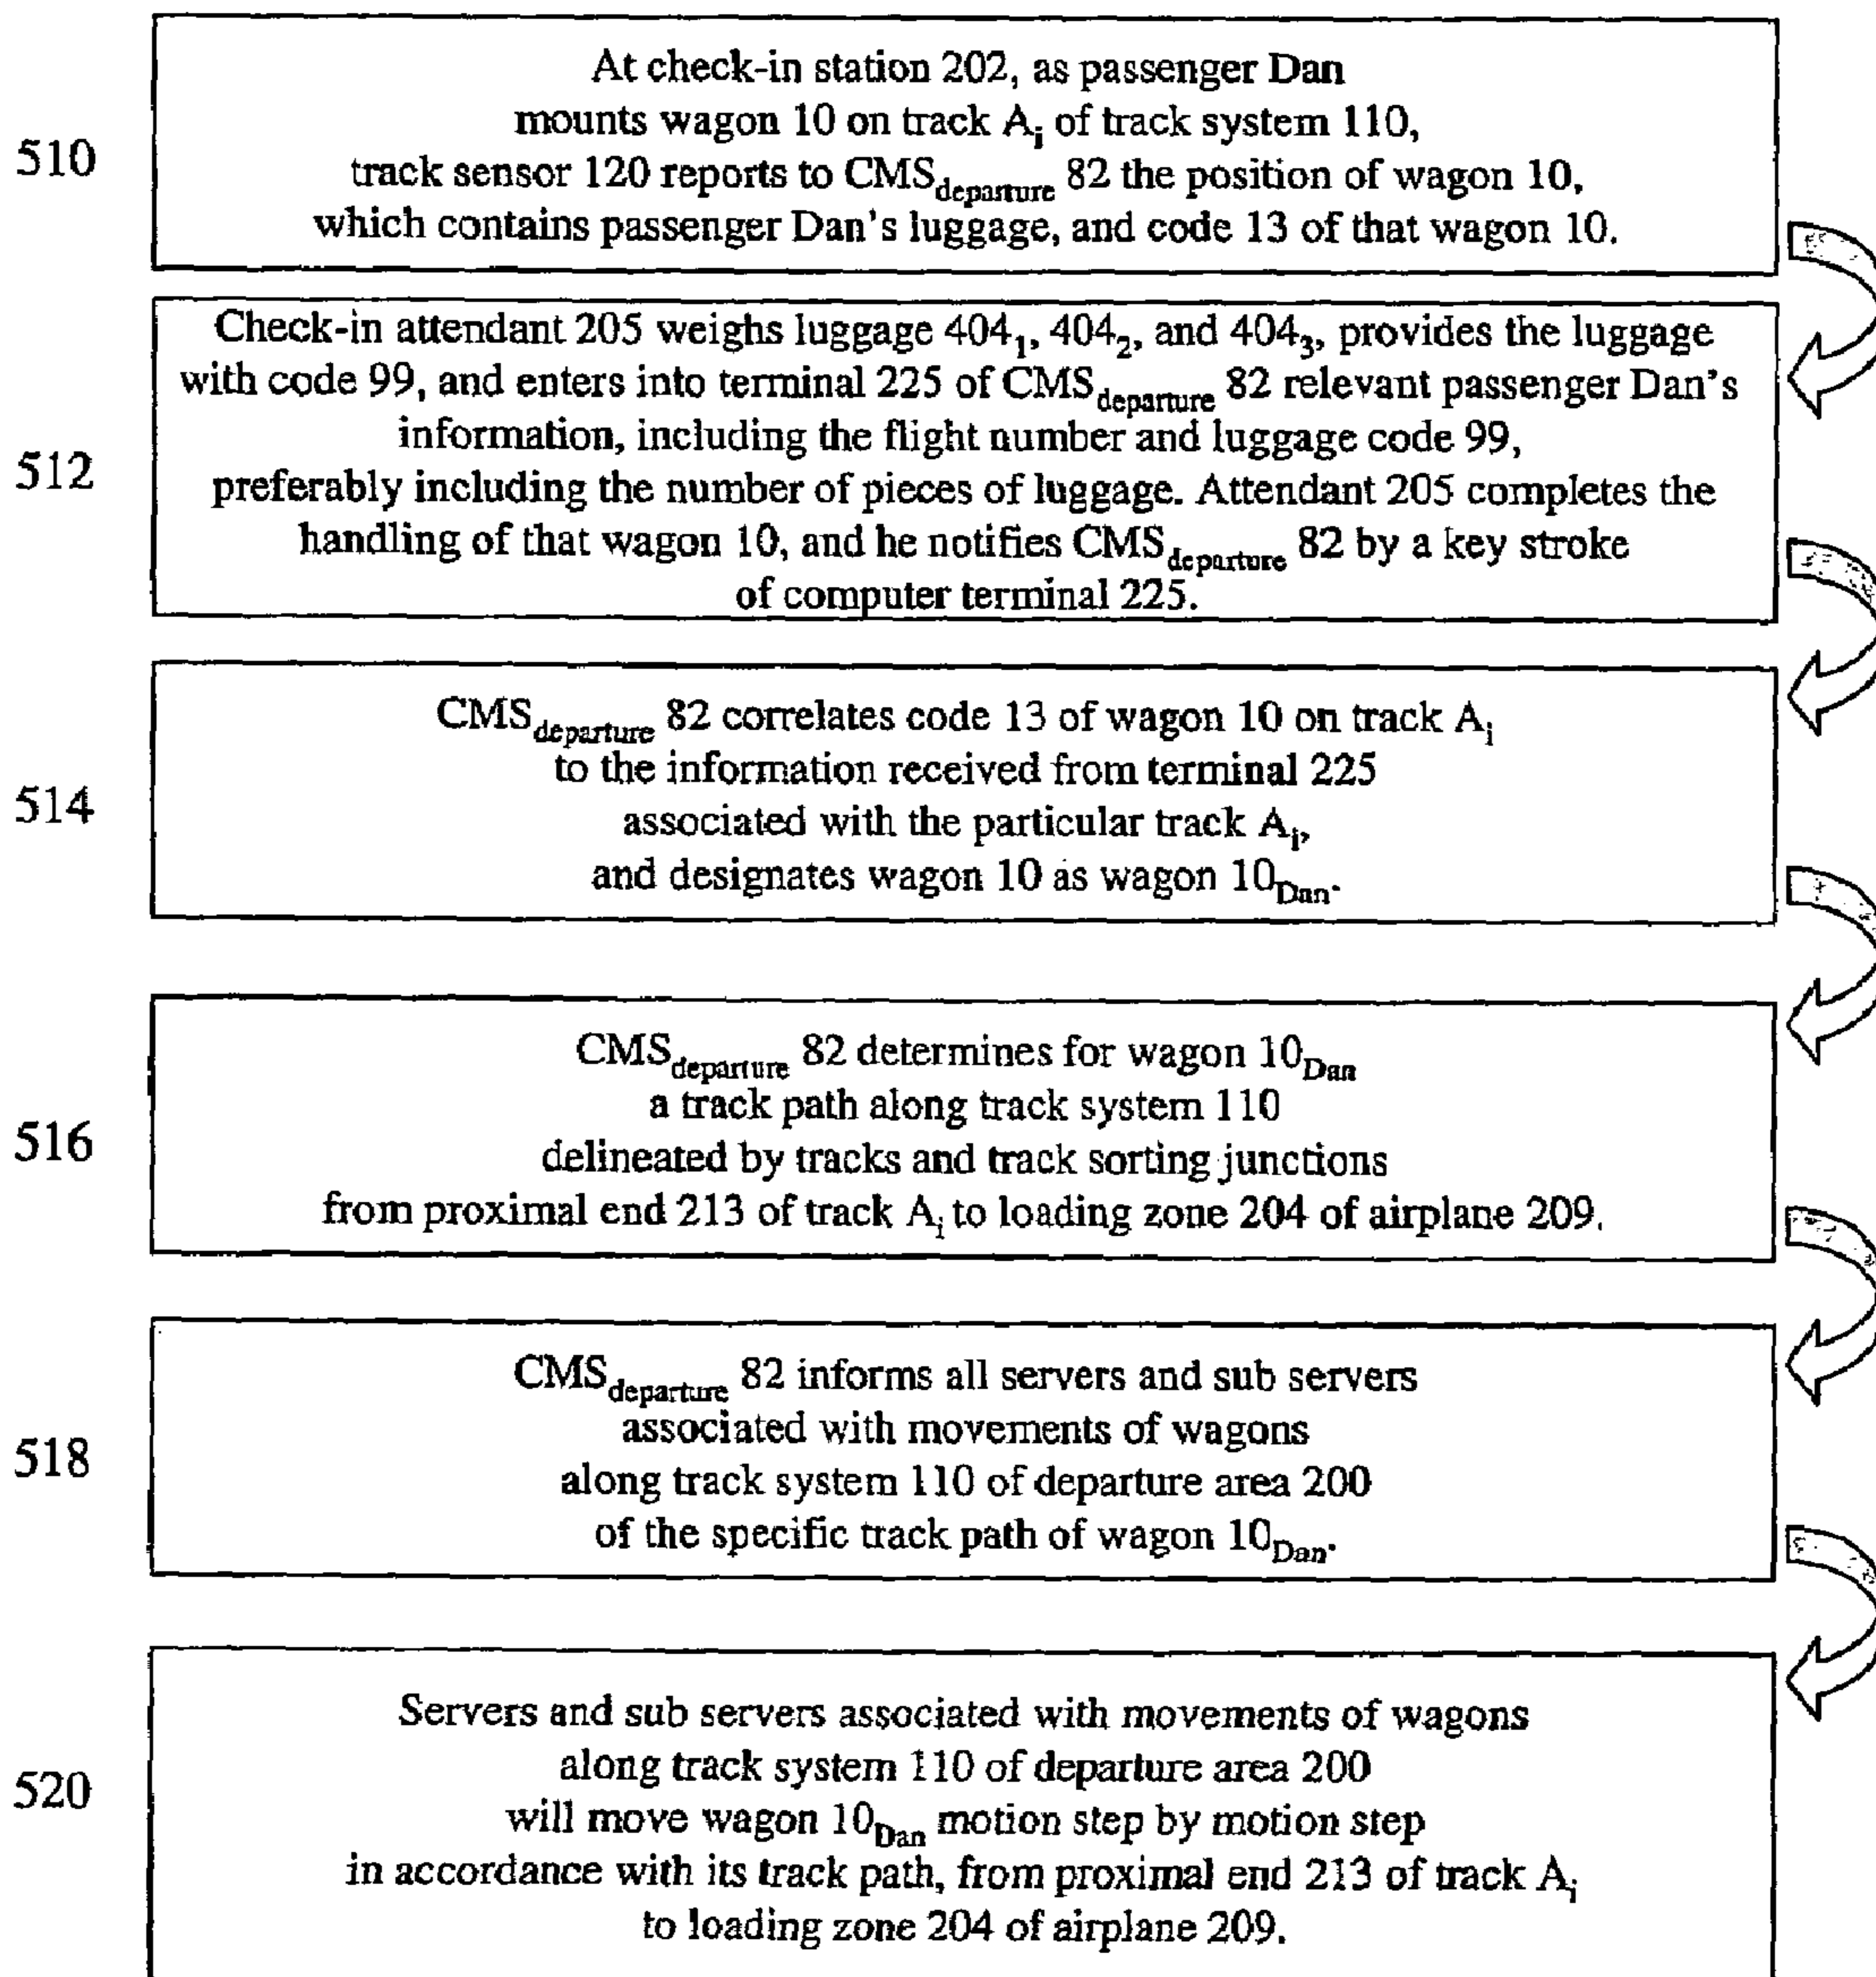 At check-in station 202, as passenger Dan
mounts wagon 10 on track Ai of track system 110,
510
track sensor 120 reports to CMSdeparture 82 the position of wagon 10,
which contains passenger Dan's luggage, and code 13 of that wagon 10.
Check-in attendant 205 weighs luggage 4041, 4042, and 4043, provides the luggage
with code 99, and enters into terminal 225 of CMSdeparture 82 relevant passenger Dan's
information, including the flight number and luggage code 99,
512
preferably including the number of pieces of luggage. Attendant 205 completes the
handling of that wagon 10, and he notifies CMSdeparture 82 by a key stroke
of computer terminal 225.
CMSdeparture 82 correlates code 13 of wagon 10 on track Ai
to the information received from terminal 225
514
associated with the particular track Ai,
and designates wagon 10 as wagon 10Dan.
CMSdeparture 82 determines for wagon 10Dan
a track path along track system 110
516
delineated by tracks and track sorting junctions
from proximal end 213 of track Ai to loading zone 204 of airplane 209.
CMSdeparture 82 informs all servers and sub servers
associated with movements of wagons
518
along track system 110 of departure area 200
of the specific track path of wagon 10Dan.
Servers and sub servers associated with movements of wagons
along track system 110 of departure area 200
520
will move wagon 10Dan motion step by motion step
in accordance with its track path, from proximal end 213 of track Ai
to loading zone 204 of airplane 209.